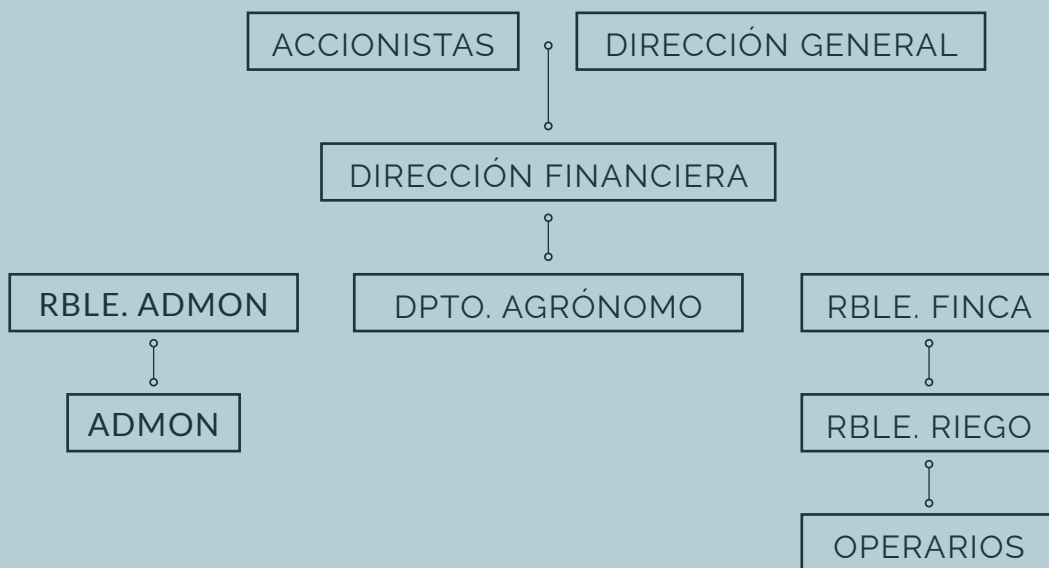 ACCIONISTAS
DIRECCIÓN GENERAL
DIRECCIÓN FINANCIERA
RBLE. ADMON
DPTO. AGRÓNOMO
RBLE. FINCA
ADMON
RBLE. RIEGO
OPERARIOS